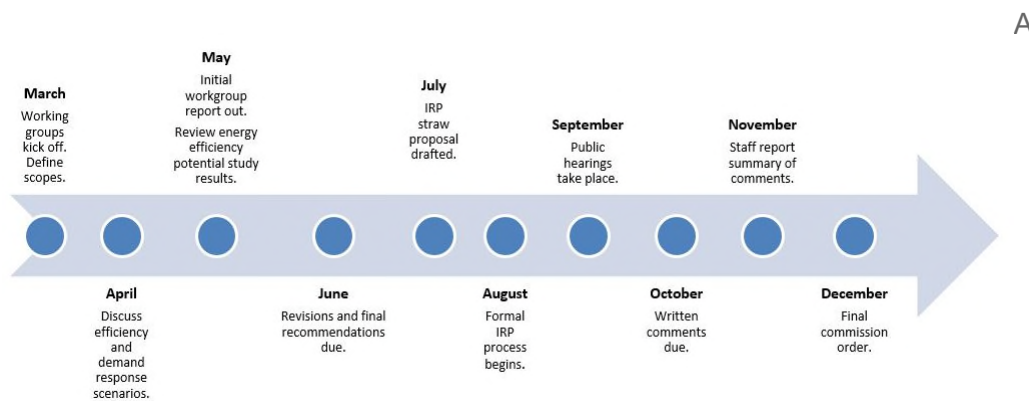 A
March
Working
groups
kick off.
Define
scopes.
April
Discuss
efficiency
and
demand
response
scenarios.
May
Initial
workgroup
report out.
Review energy
efficiency
potential study
results.
June
Revisions and final
recommendations
due.
July
IRP
straw
proposal
drafted.
August
Formal
IRP
process
begins.
September
Public
hearings
take place.
October
Written
comments
due.
November
Staff report
summary of
comments.
December
Final
commission
order.